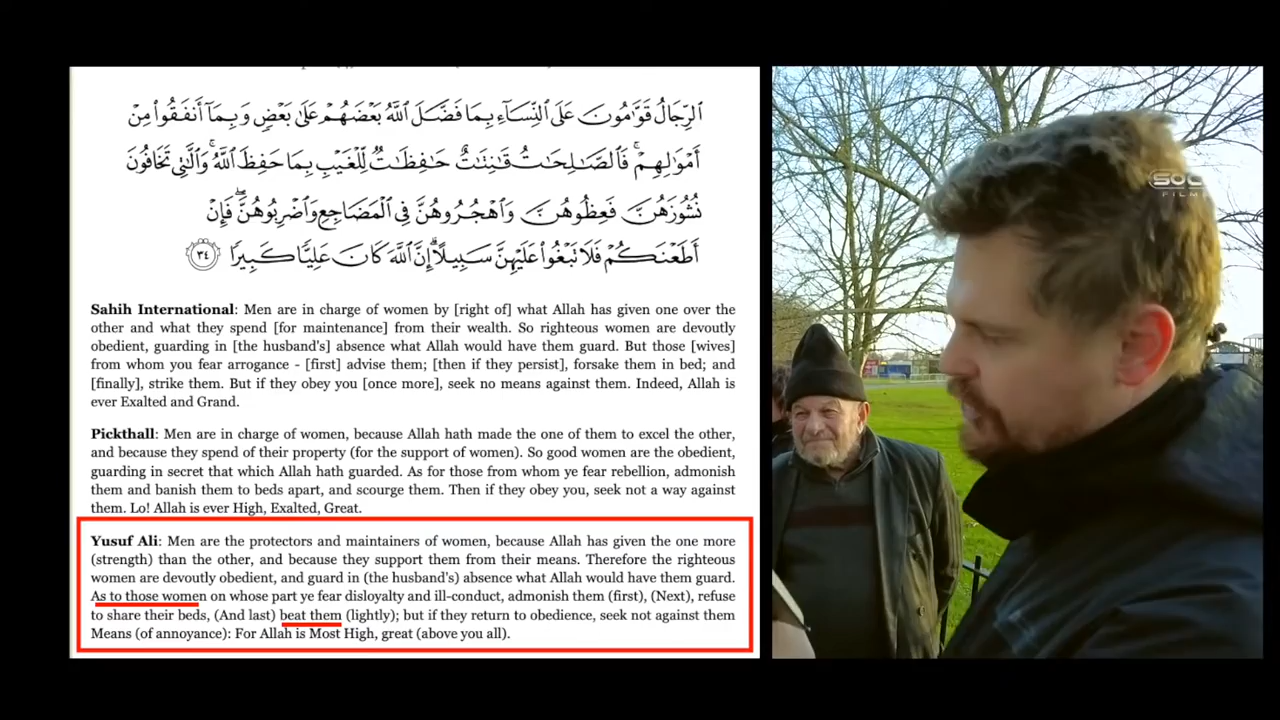 ٱلرِّجَالُ قَوَّٰمُونَ عَلَى ٱلنِّسَآءِ بِمَا فَضَّلَ ٱللَّهُ بَعْضَهُمْ عَلَىٰ بَعْضٍ وَبِمَآ أَنفَقُوا۟ مِنْ
أَمْوَٰلِهِمْ ۚ فَٱلصَّٰلِحَٰتُ قَٰنِتَٰتٌ حَٰفِظَٰتٌ لِّلْغَيْبِ بِمَا حَفِظَ ٱللَّهُ ۚ وَٱلَّٰتِى تَخَافُونَ
نُشُوزَهُنَّ فَعِظُوهُنَّ وَٱهْجُرُوهُنَّ فِى ٱلْمَضَاجِعِ وَٱضْرِبُوهُنَّ ۖ فَإِنْ
أَطَعْنَكُمْ فَلَا تَبْغُوا۟ عَلَيْهِنَّ سَبِيلًا ۗ إِنَّ ٱللَّهَ كَانَ عَلِيًّا كَبِيرًا ٣٤
Sahih International: Men are in charge of women by [right of] what Allah has given one over the
other and what they spend [for maintenance] from their wealth. So righteous women are devoutly
obedient, guarding in [the husband's] absence what Allah would have them guard. But those [wives]
from whom you fear arrogance - [first] advise them; [then if they persist], forsake them in bed; and
[finally], strike them. But if they obey you [once more], seek no means against them. Indeed, Allah is
ever Exalted and Grand.
Pickthall: Men are in charge of women, because Allah hath made the one of them to excel the other,
and because they spend of their property (for the support of women). So good women are the obedient,
guarding in secret that which Allah hath guarded. As for those from whom ye fear rebellion, admonish
them and banish them to beds apart, and scourge them. Then if they obey you, seek not a way against
them. Lo! Allah is ever High, Exalted, Great.
Yusuf Ali: Men are the protectors and maintainers of women, because Allah has given the one more
(strength) than the other, and because they support them from their means. Therefore the righteous
women are devoutly obedient, and guard in (the husband's) absence what Allah would have them guard.
As to those women on whose part ye fear disloyalty and ill-conduct, admonish them (first), (Next), refuse
to share their beds, (And last) beat them (lightly); but if they return to obedience, seek not against them
Means (of annoyance): For Allah is Most High, great (above you all).
SOCO
FILMS